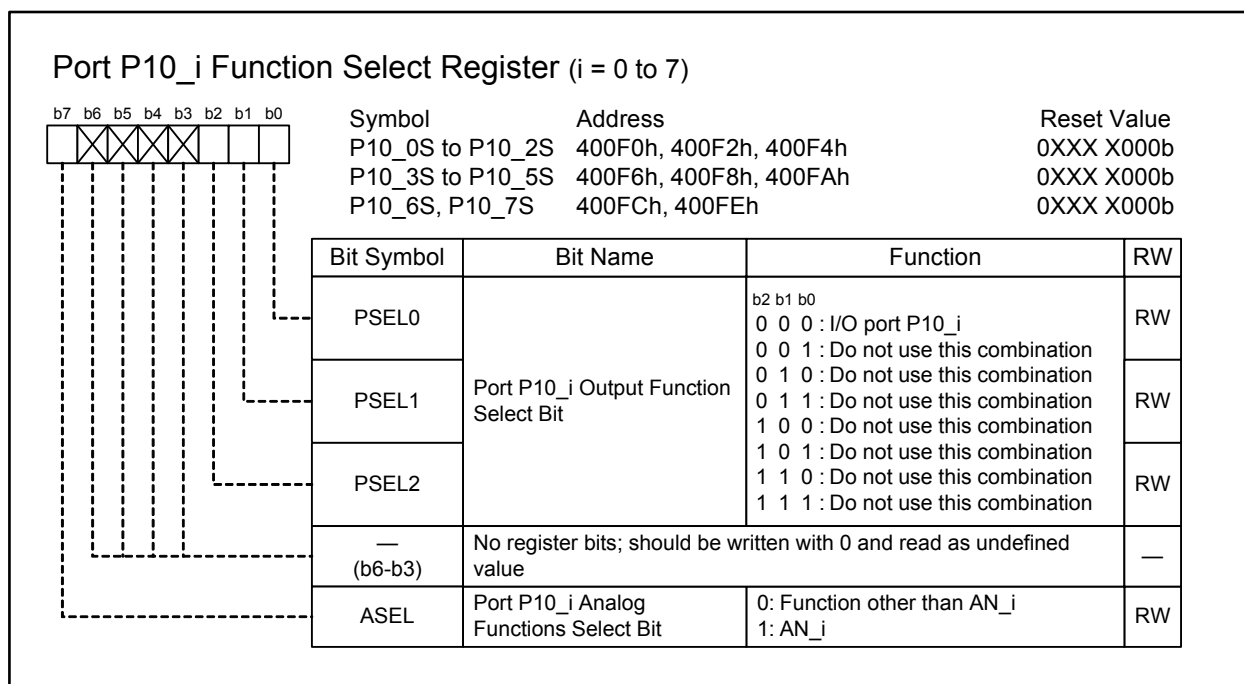 Port P10_i Function Select Register (i = 0 to 7)
b7 b6 b5 b4 b3 b2 b1 b0
Symbol Address Reset Value
P10_0S to P10_2S 400F0h, 400F2h, 400F4h 0XXX X000b
P10_3S to P10_5S 400F6h, 400F8h, 400FAh 0XXX X000b
P10_6S, P10_7S 400FCh, 400FEh 0XXX X000b
Bit Symbol Bit Name Function RW
PSEL0
PSEL1
PSEL2
Port P10_i Output Function
Select Bit
b2 b1 b0
0 0 0 : I/O port P10_i
0 0 1 : Do not use this combination
0 1 0 : Do not use this combination
0 1 1 : Do not use this combination
1 0 0 : Do not use this combination
1 0 1 : Do not use this combination
1 1 0 : Do not use this combination
1 1 1 : Do not use this combination
RW
RW
RW
—
(b6-b3)
No register bits; should be written with 0 and read as undefined
value
—
ASEL
Port P10_i Analog
Functions Select Bit
0: Function other than AN_i
1: AN_i
RW